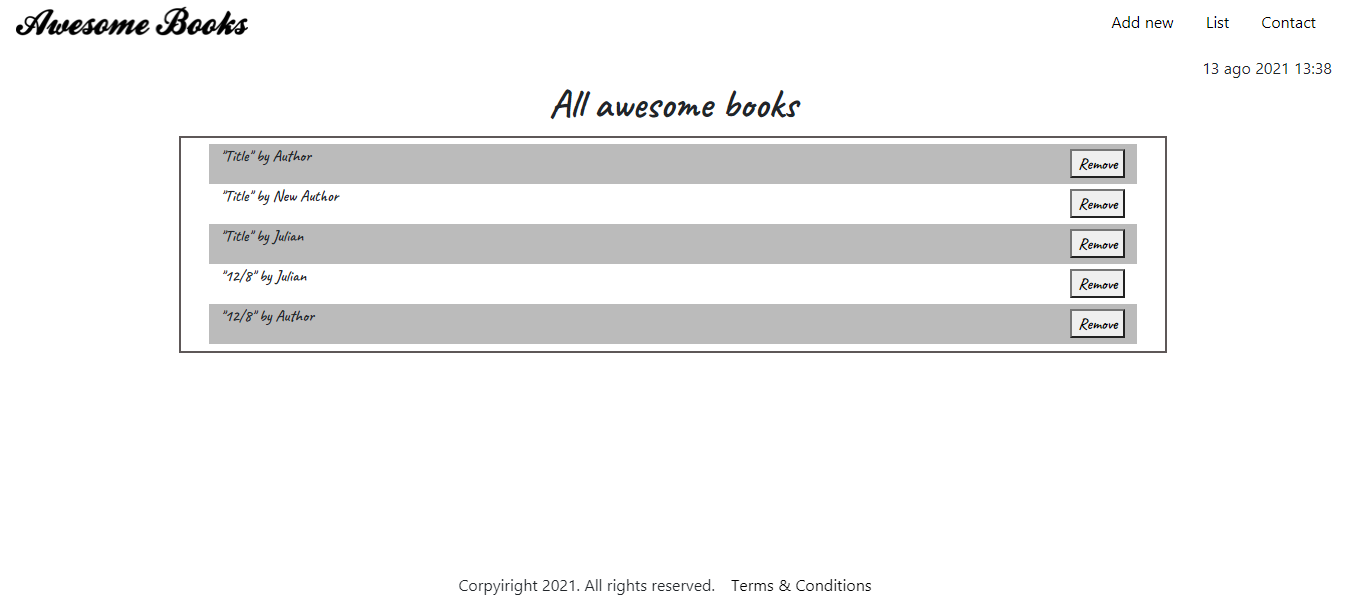 Awesome Books
Add new List Contact
13 ago 2021 13:38
All awesome books
"Title" by Author Remove
"Title" by New Author Remove
"Title" by Julian Remove
"12/8" by Julian Remove
"12/8" by Author Remove
Corpyiright 2021. All rights reserved. Terms & Conditions